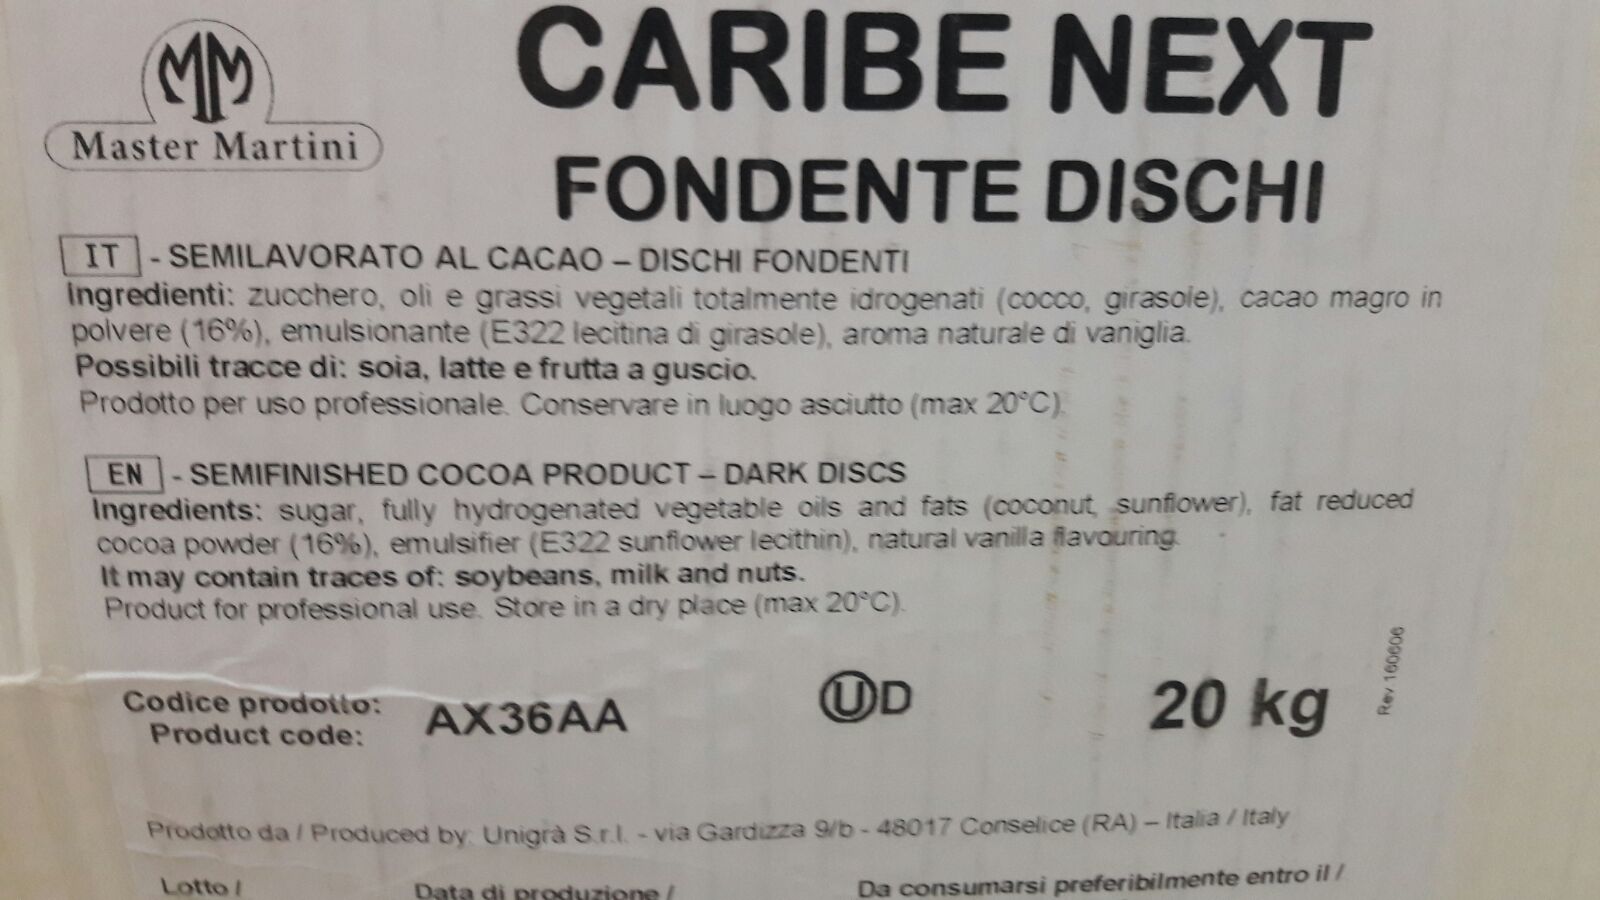 CARIBE NEXT
MM
Master Martini
FONDENTE DISCHI
IT - SEMILAVORATO AL CACAO – DISCHI FONDENTI
Ingredienti: zucchero, oli e grassi vegetali totalmente idrogenati (cocco, girasole), cacao magro in
polvere (16%), emulsionante (E322 lecitina di girasole), aroma naturale di vaniglia.
Possibili tracce di: soia, latte e frutta a guscio.
Prodotto per uso professionale. Conservare in luogo asciutto (max 20°C).
EN - SEMIFINISHED COCOA PRODUCT – DARK DISCS
Ingredients: sugar, fully hydrogenated vegetable oils and fats (coconut, sunflower), fat reduced
cocoa powder (16%), emulsifier (E322 sunflower lecithin), natural vanilla flavouring.
It may contain traces of: soybeans, milk and nuts.
Product for professional use. Store in a dry place (max 20°C).
Codice prodotto:
Product code:
AX36AA
ⓊD
20 kg
Rev 160606
Prodotto da / Produced by: Unigrà S.r.l. - via Gardizza 9/b - 48017 Conselice (RA) – Italia / Italy
Lotto / Data di produzione / Da consumarsi preferibilmente entro il /